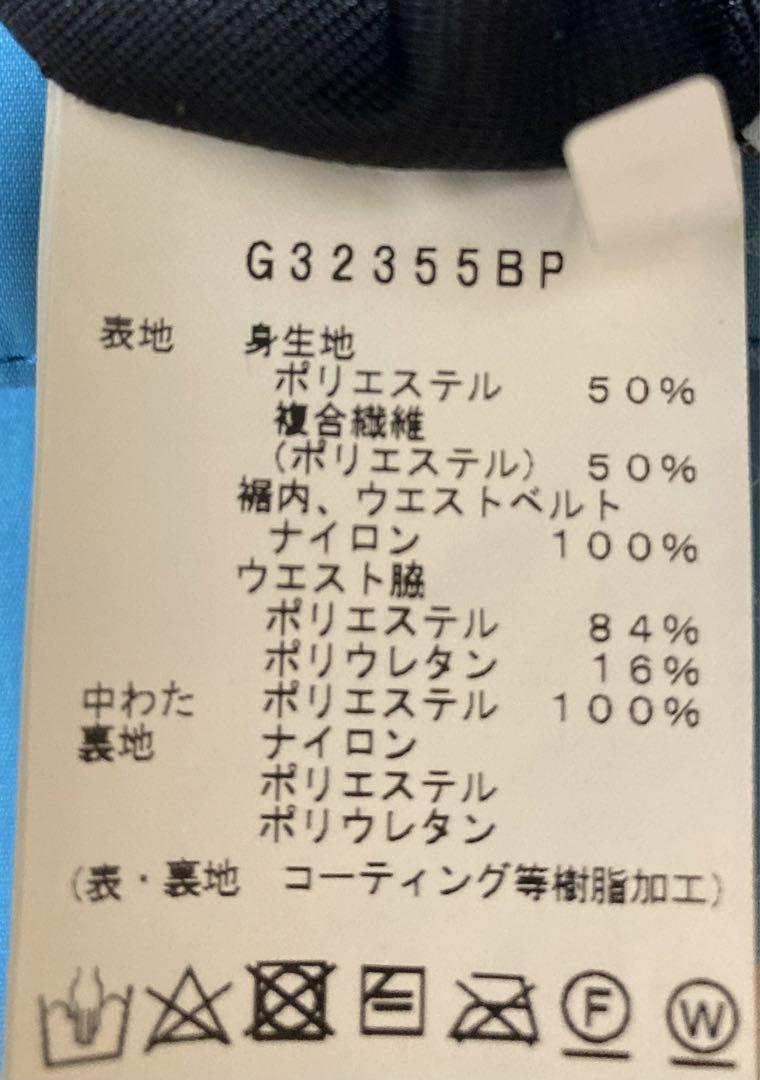 G32355BP
表地 身生地
ポリエステル 50%
複合繊維
(ポリエステル) 50%
裾内、ウエストベルト
ナイロン 100%
ウエスト脇
ポリエステル 84%
ポリウレタン 16%
中わた ポリエステル 100%
裏地 ナイロン
ポリエステル
ポリウレタン
(表・裏地 コーティング等樹脂加工)
F W